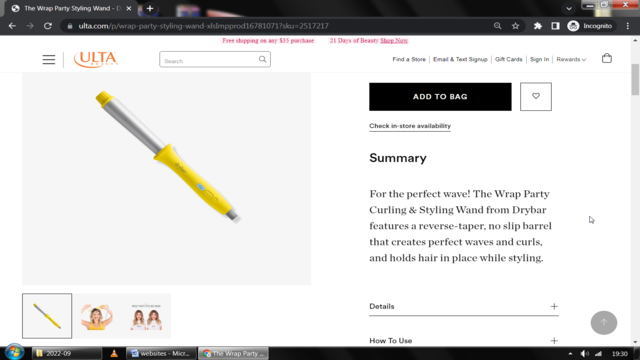 The Wrap Party Styling Wand - D
Incognito
ulta.com/p/wrap-party-styling-wand-xlsImpprod16781071?sku=2517217
Free shipping on any $35 purchase 21 Days of Beauty Shop Now
ULTA
BEAUTY
Search
Find a Store
Email & Text Signup
Gift Cards
Sign In
Rewards
ADD TO BAG
Check in-store availability
Summary
For the perfect wave! The Wrap Party
Curling & Styling Wand from Drybar
features a reverse-taper, no slip barrel
that creates perfect waves and curls,
and holds hair in place while styling.
Details
How To Use
2022-09
websites - Micr...
The Wrap Party ...
19:30